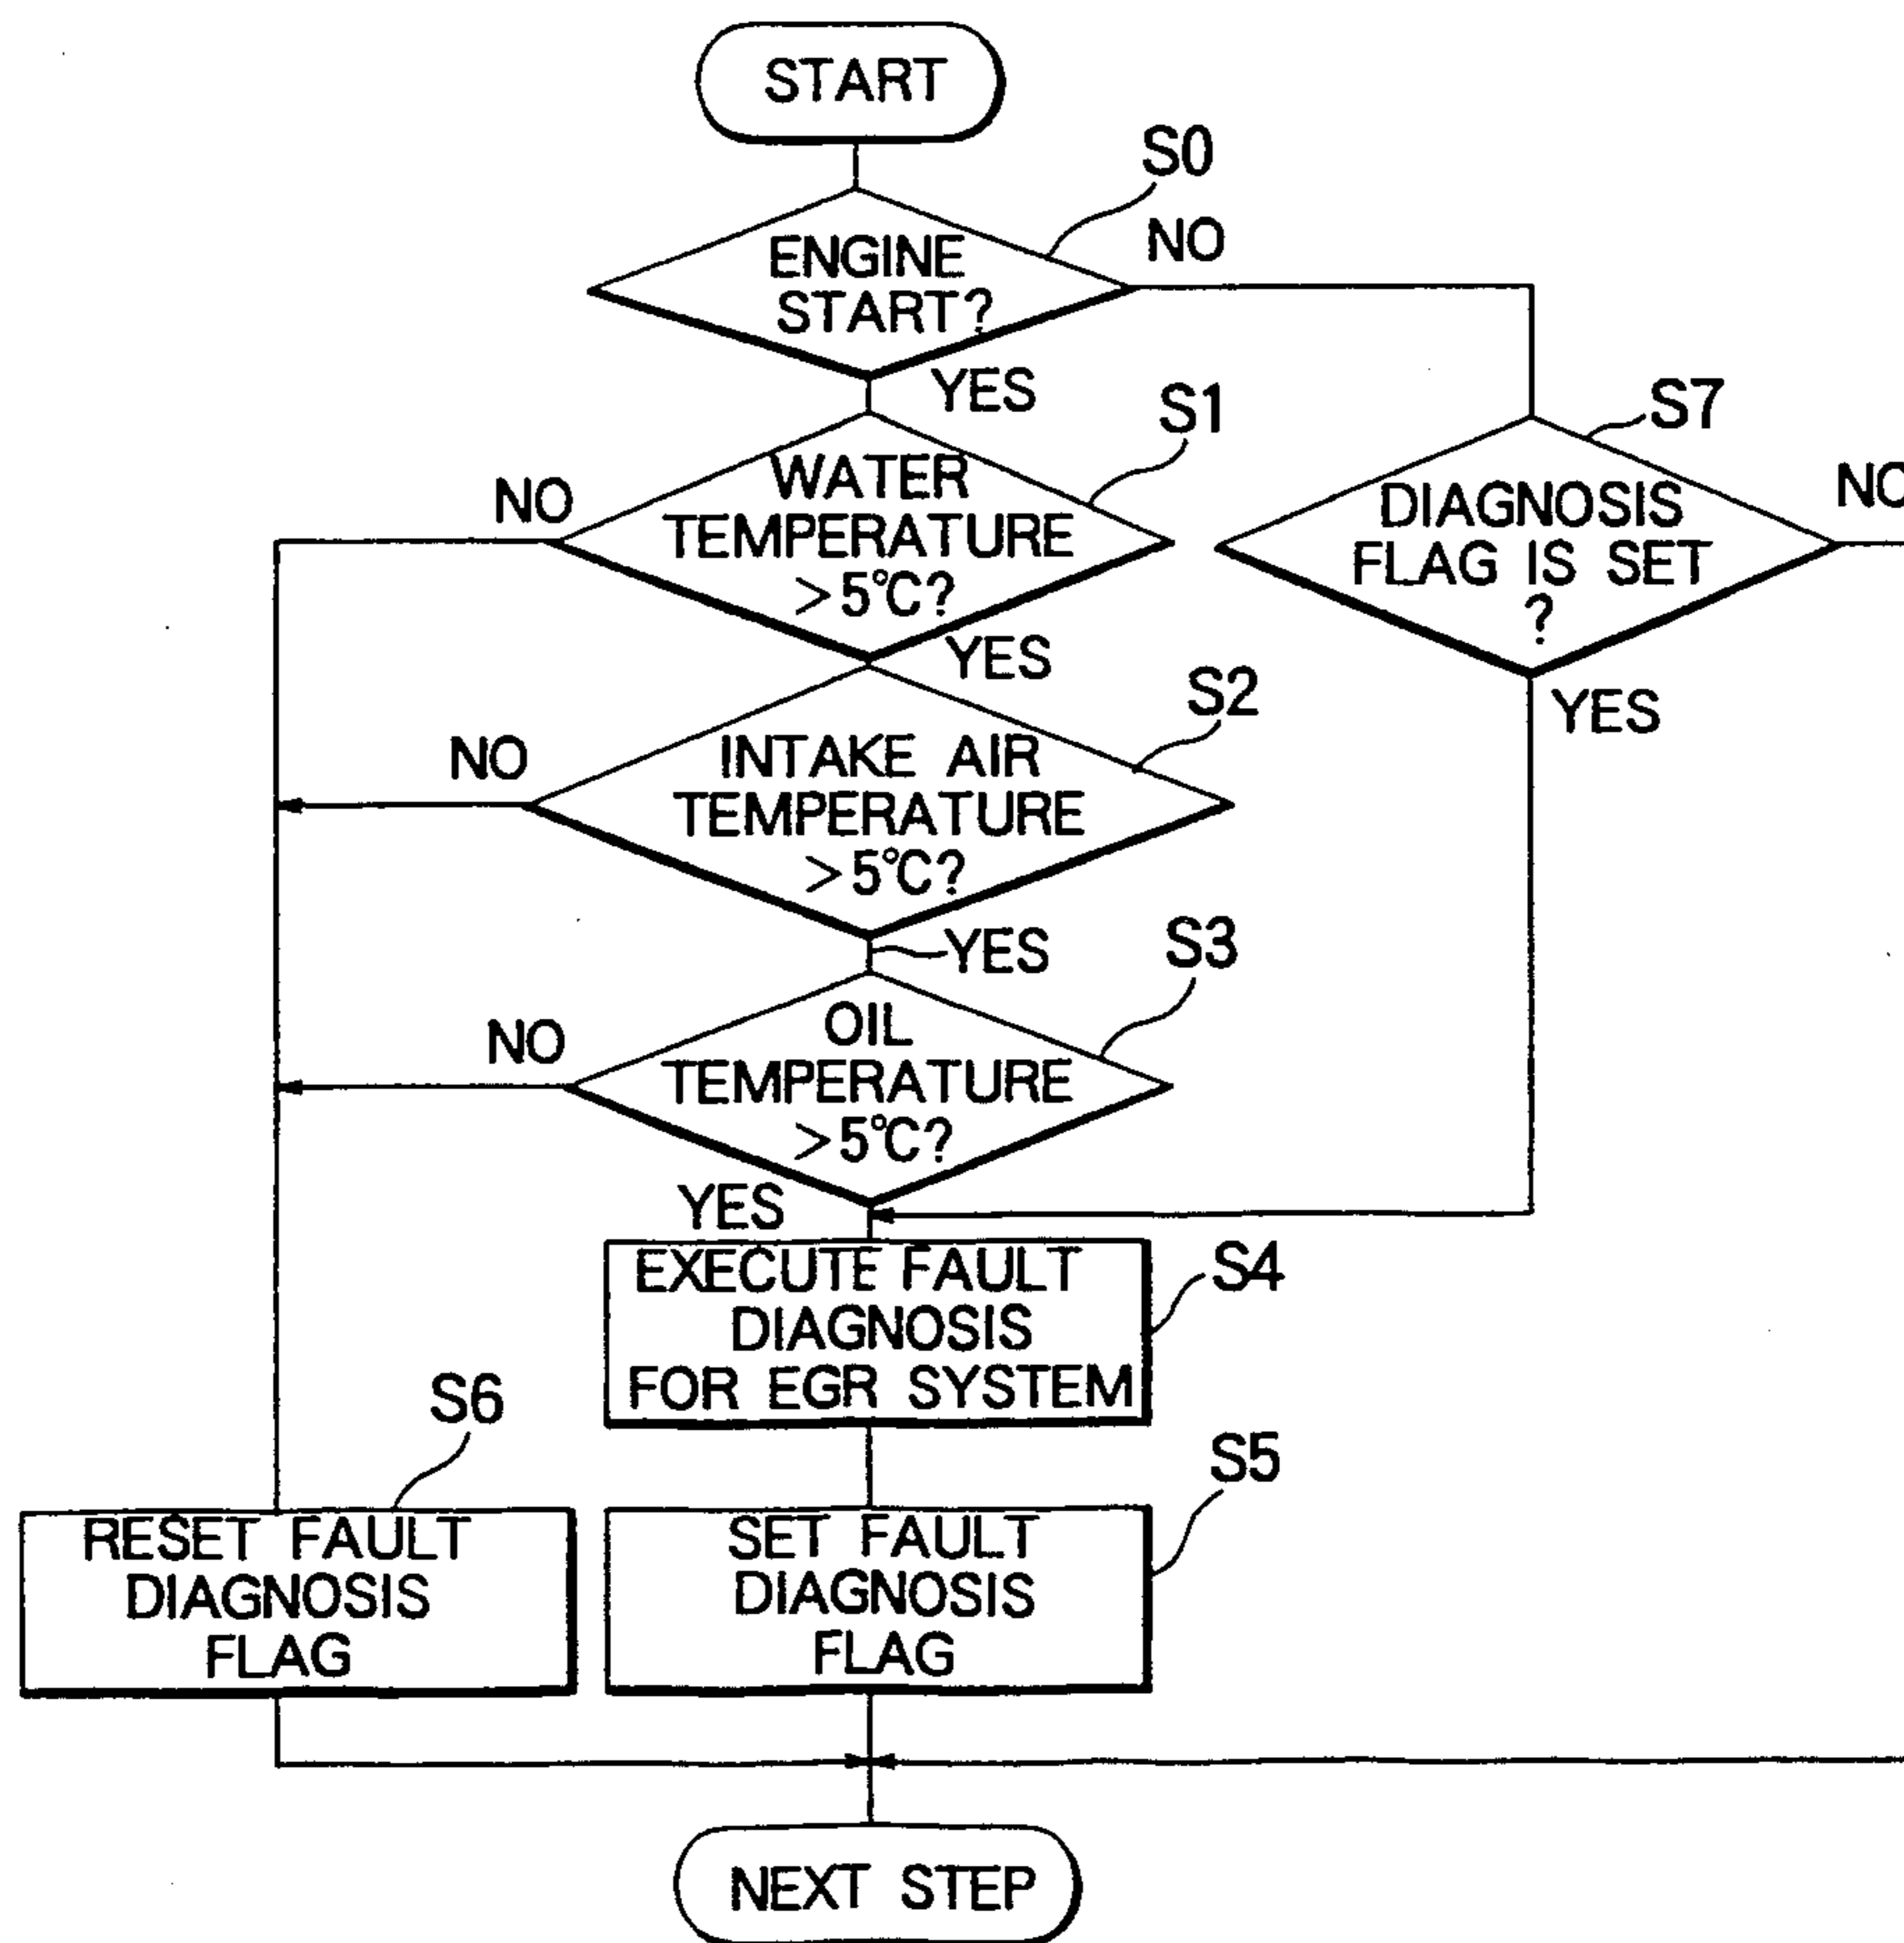 START
S0
ENGINE
START?
NO
YES
S1
WATER
TEMPERATURE
>5°C?
NO
YES
S7
DIAGNOSIS
FLAG IS SET
?
NO
YES
S2
INTAKE AIR
TEMPERATURE
>5°C?
NO
YES
S3
OIL
TEMPERATURE
>5°C?
NO
YES
EXECUTE FAULT
DIAGNOSIS
FOR EGR SYSTEM
S4
S6
RESET FAULT
DIAGNOSIS
FLAG
S5
SET FAULT
DIAGNOSIS
FLAG
NEXT STEP